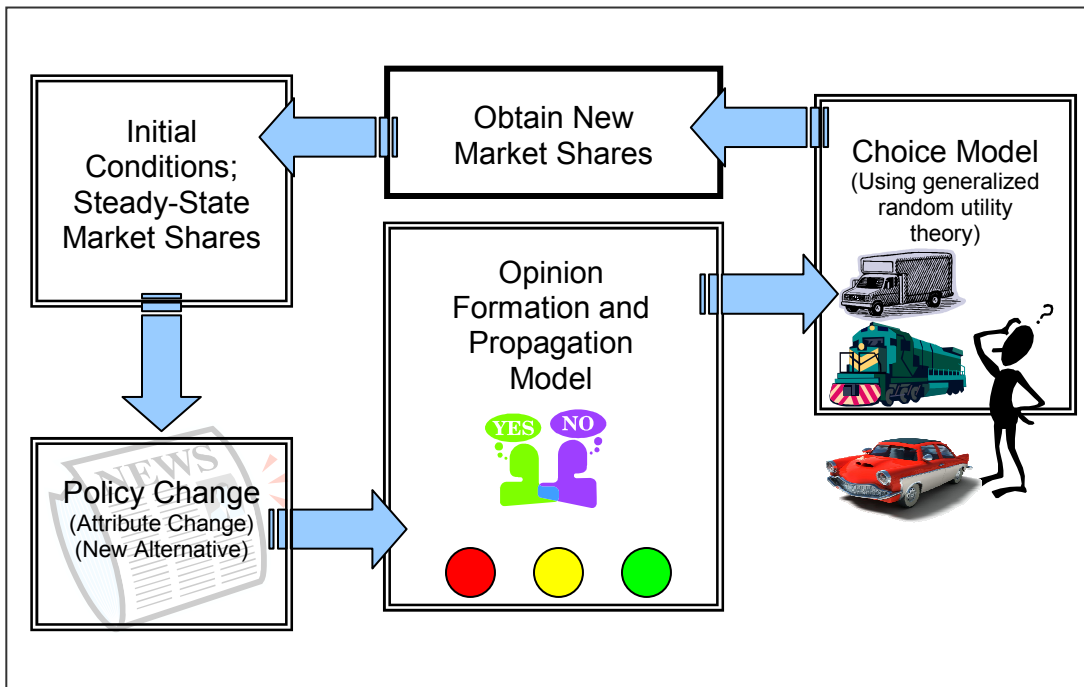 Initial
Conditions;
Steady-State
Market Shares
Obtain New
Market Shares
Choice Model
(Using generalized
random utility
theory)
?
Opinion
Formation and
Propagation
Model
YES
NO
NEWS
Policy Change
(Attribute Change)
(New Alternative)